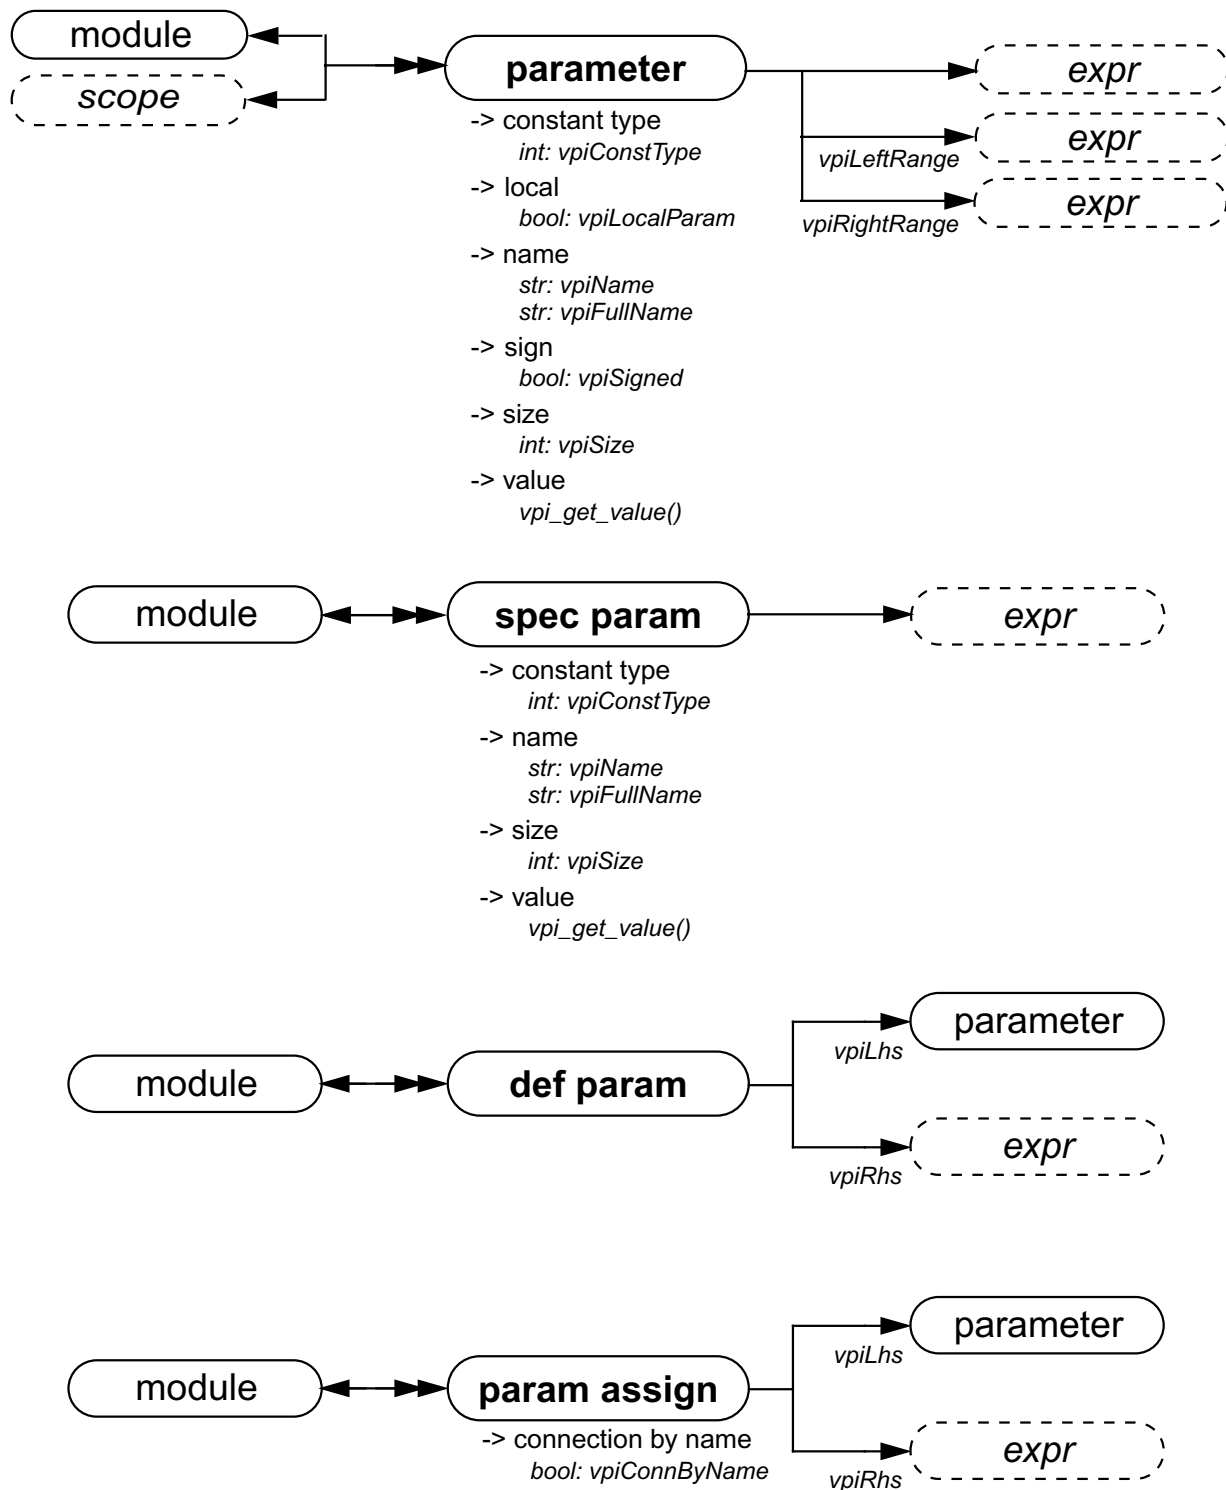 module
scope
parameter
expr
vpiLeftRange
expr
vpiRightRange
expr
-> constant type
int: vpiConstType
-> local
bool: vpiLocalParam
-> name
str: vpiName
str: vpiFullName
-> sign
bool: vpiSigned
-> size
int: vpiSize
-> value
vpi_get_value()
module
spec param
expr
-> constant type
int: vpiConstType
-> name
str: vpiName
str: vpiFullName
-> size
int: vpiSize
-> value
vpi_get_value()
module
def param
vpiLhs
parameter
vpiRhs
expr
module
param assign
vpiLhs
parameter
vpiRhs
expr
-> connection by name
bool: vpiConnByName